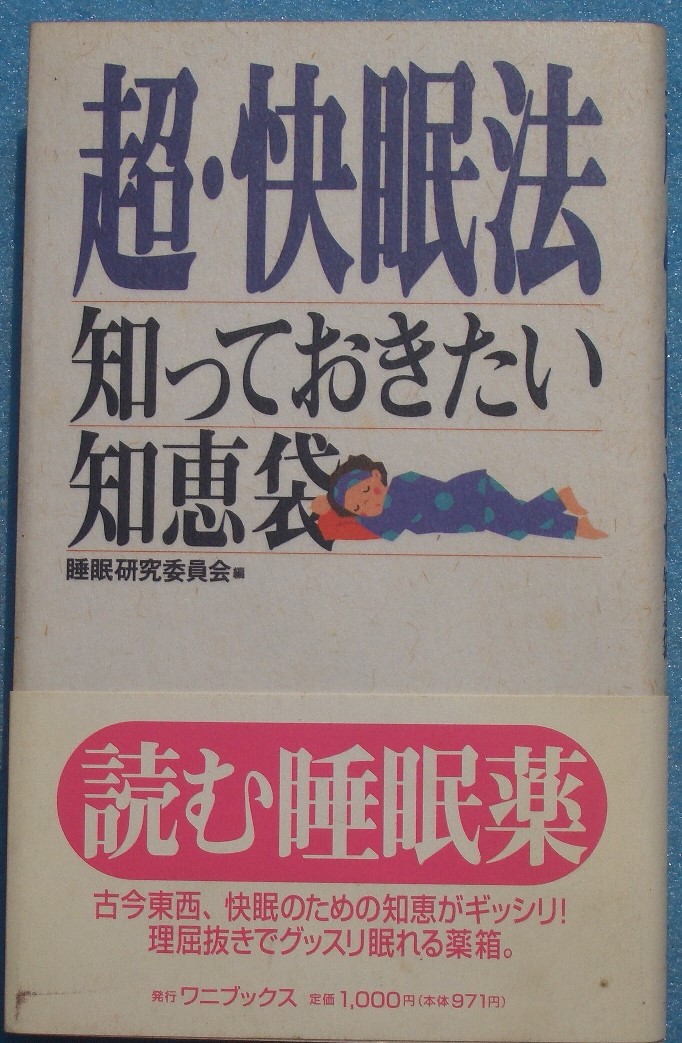 超・快眠法
知っておきたい
知恵袋
睡眠研究委員会編
読む睡眠薬
古今東西、快眠のための知恵がギッシリ!
理屈抜きでグッスリ眠れる薬箱。
発行 ワニブックス 定価1,000円(本体971円)